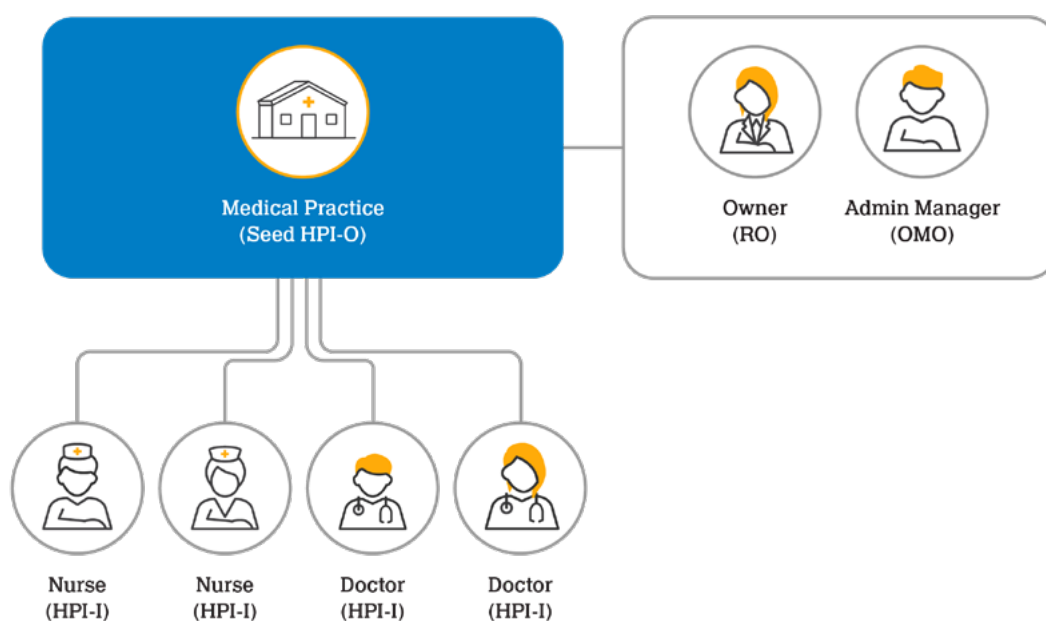 Medical Practice
(Seed HPI-O)
Owner
(RO)
Admin Manager
(OMO)
Nurse
(HPI-I)
Nurse
(HPI-I)
Doctor
(HPI-I)
Doctor
(HPI-I)